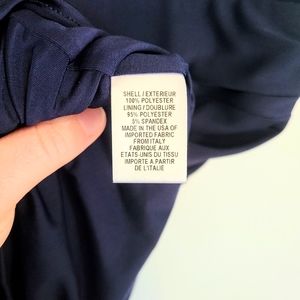 SHELL / EXTERIEUR
100% POLYESTER
LINING / DOUBLURE
95% POLYESTER
5% SPANDEX
MADE IN THE USA OF
IMPORTED FABRIC
FROM ITALY
FABRIQUE AUX
ETATS-UNIS DU TISSU
IMPORTE A PARTIR
DE L'ITALIE